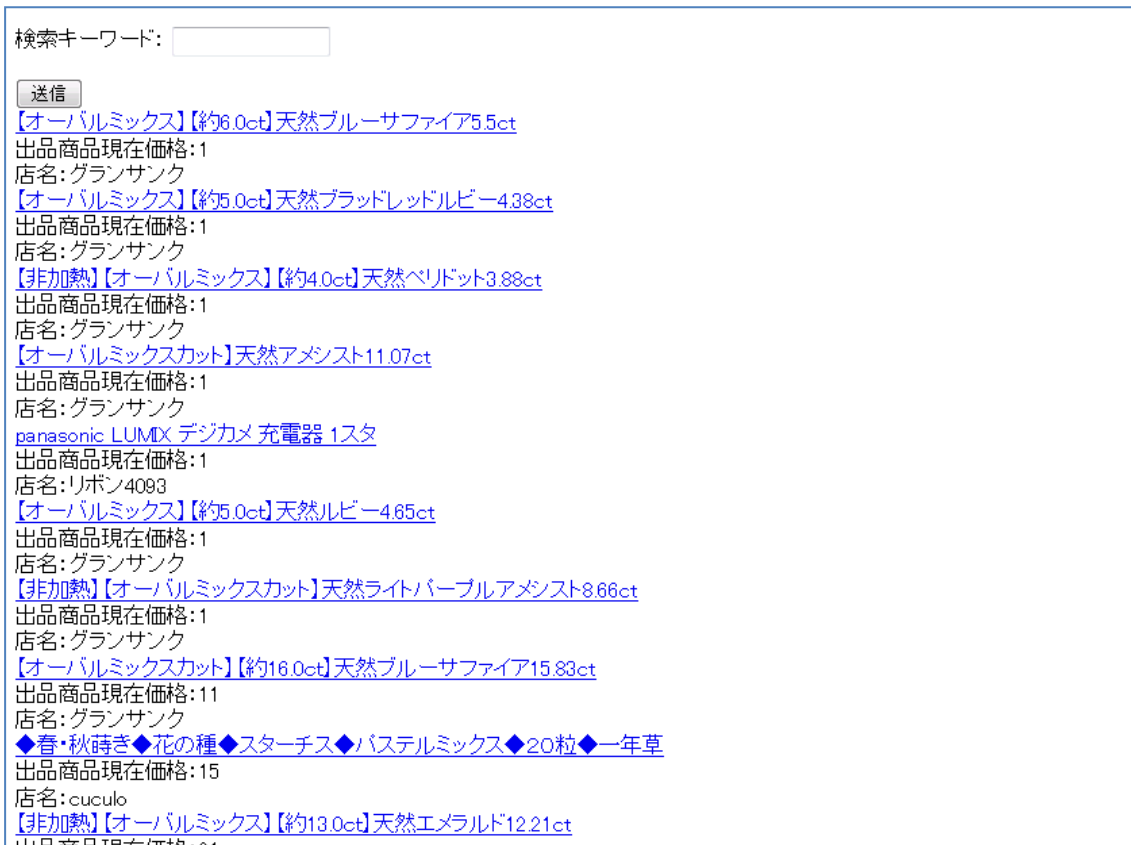 検索キーワード:
送信
【オーバルミックス】【約6.0ct】天然ブルーサファイア5.5ct
出品商品現在価格:1
店名:グランサンク
【オーバルミックス】【約5.0ct】天然ブラッドレッドルビー4.38ct
出品商品現在価格:1
店名:グランサンク
【非加熱】【オーバルミックス】【約4.0ct】天然ペリドット3.88ct
出品商品現在価格:1
店名:グランサンク
【オーバルミックスカット】天然アメシスト11.07ct
出品商品現在価格:1
店名:グランサンク
panasonic LUMIX デジカメ 充電器 1スタ
出品商品現在価格:1
店名:リボン4093
【オーバルミックス】【約5.0ct】天然ルビー4.65ct
出品商品現在価格:1
店名:グランサンク
【非加熱】【オーバルミックスカット】天然ライトパープルアメシスト8.66ct
出品商品現在価格:1
店名:グランサンク
【オーバルミックスカット】【約16.0ct】天然ブルーサファイア15.83ct
出品商品現在価格:11
店名:グランサンク
◆春・秋蒔き◆花の種◆スターチス◆パステルミックス◆20粒◆一年草
出品商品現在価格:15
店名:cuculo
【非加熱】【オーバルミックス】【約13.0ct】天然エメラルド12.21ct